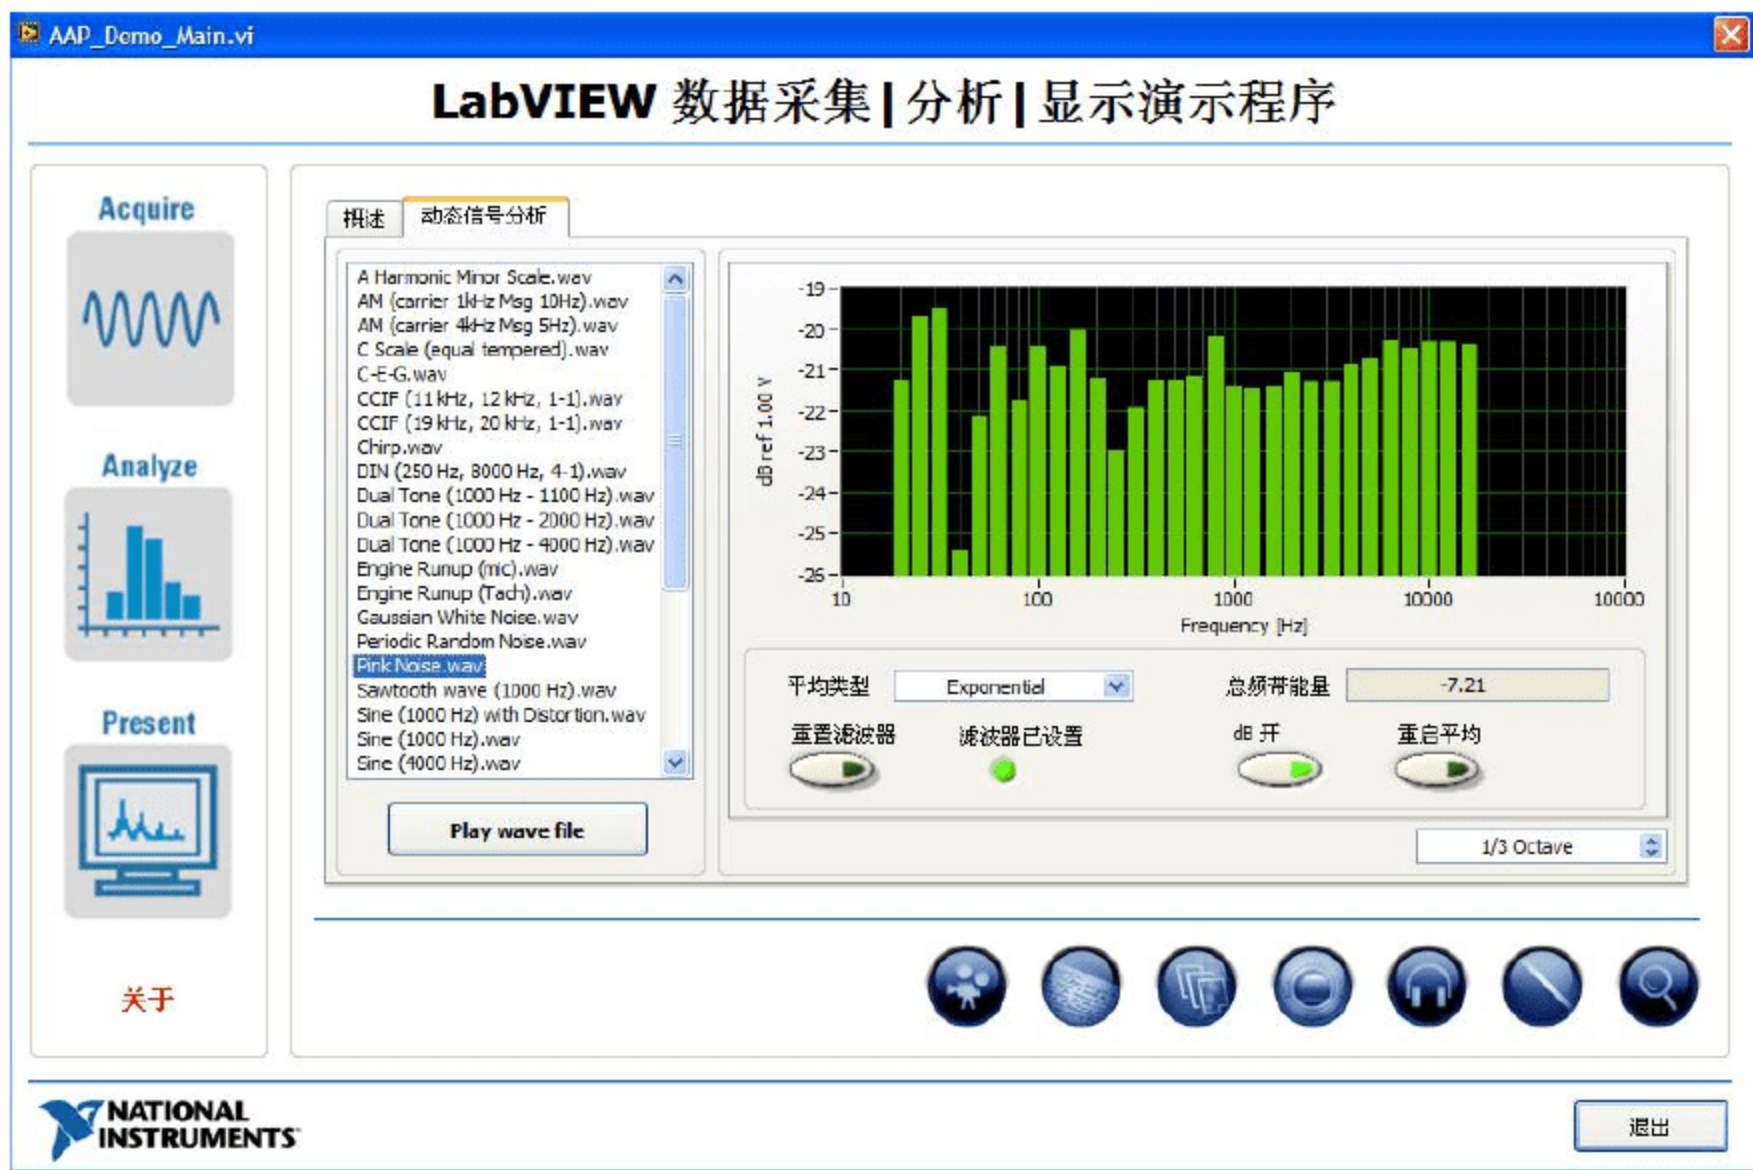 AAP_Demo_Main.vi
LabVIEW 数据采集|分析|显示演示程序
Acquire
Analyze
Present
关于
概述
动态信号分析
A Harmonic Minor Scale.wav
AM (carrier 1kHz Msg 10Hz).wav
AM (carrier 4kHz Msg 5Hz).wav
C Scale (equal tempered).wav
C-E-G.wav
CCIF (11 kHz, 12 kHz, 1-1).wav
CCIF (19 kHz, 20 kHz, 1-1).wav
Chirp.wav
DIN (250 Hz, 8000 Hz, 4-1).wav
Dual Tone (1000 Hz - 1100 Hz).wav
Dual Tone (1000 Hz - 2000 Hz).wav
Dual Tone (1000 Hz - 4000 Hz).wav
Engine Runup (mic).wav
Engine Runup (Tach).wav
Gaussian White Noise.wav
Periodic Random Noise.wav
Pink Noise.wav
Sawtooth wave (1000 Hz).wav
Sine (1000 Hz) with Distortion.wav
Sine (1000 Hz).wav
Sine (4000 Hz).wav
Play wave file
dB ref 1.00 V
-19
-20
-21
-22
-23
-24
-25
-26
10 100 1000 10000 10000
Frequency [Hz]
平均类型 Exponential 总频带能量 -7.21
重置滤波器 滤波器已设置 dB 开 重启平均
1/3 Octave
NATIONAL
INSTRUMENTS
退出